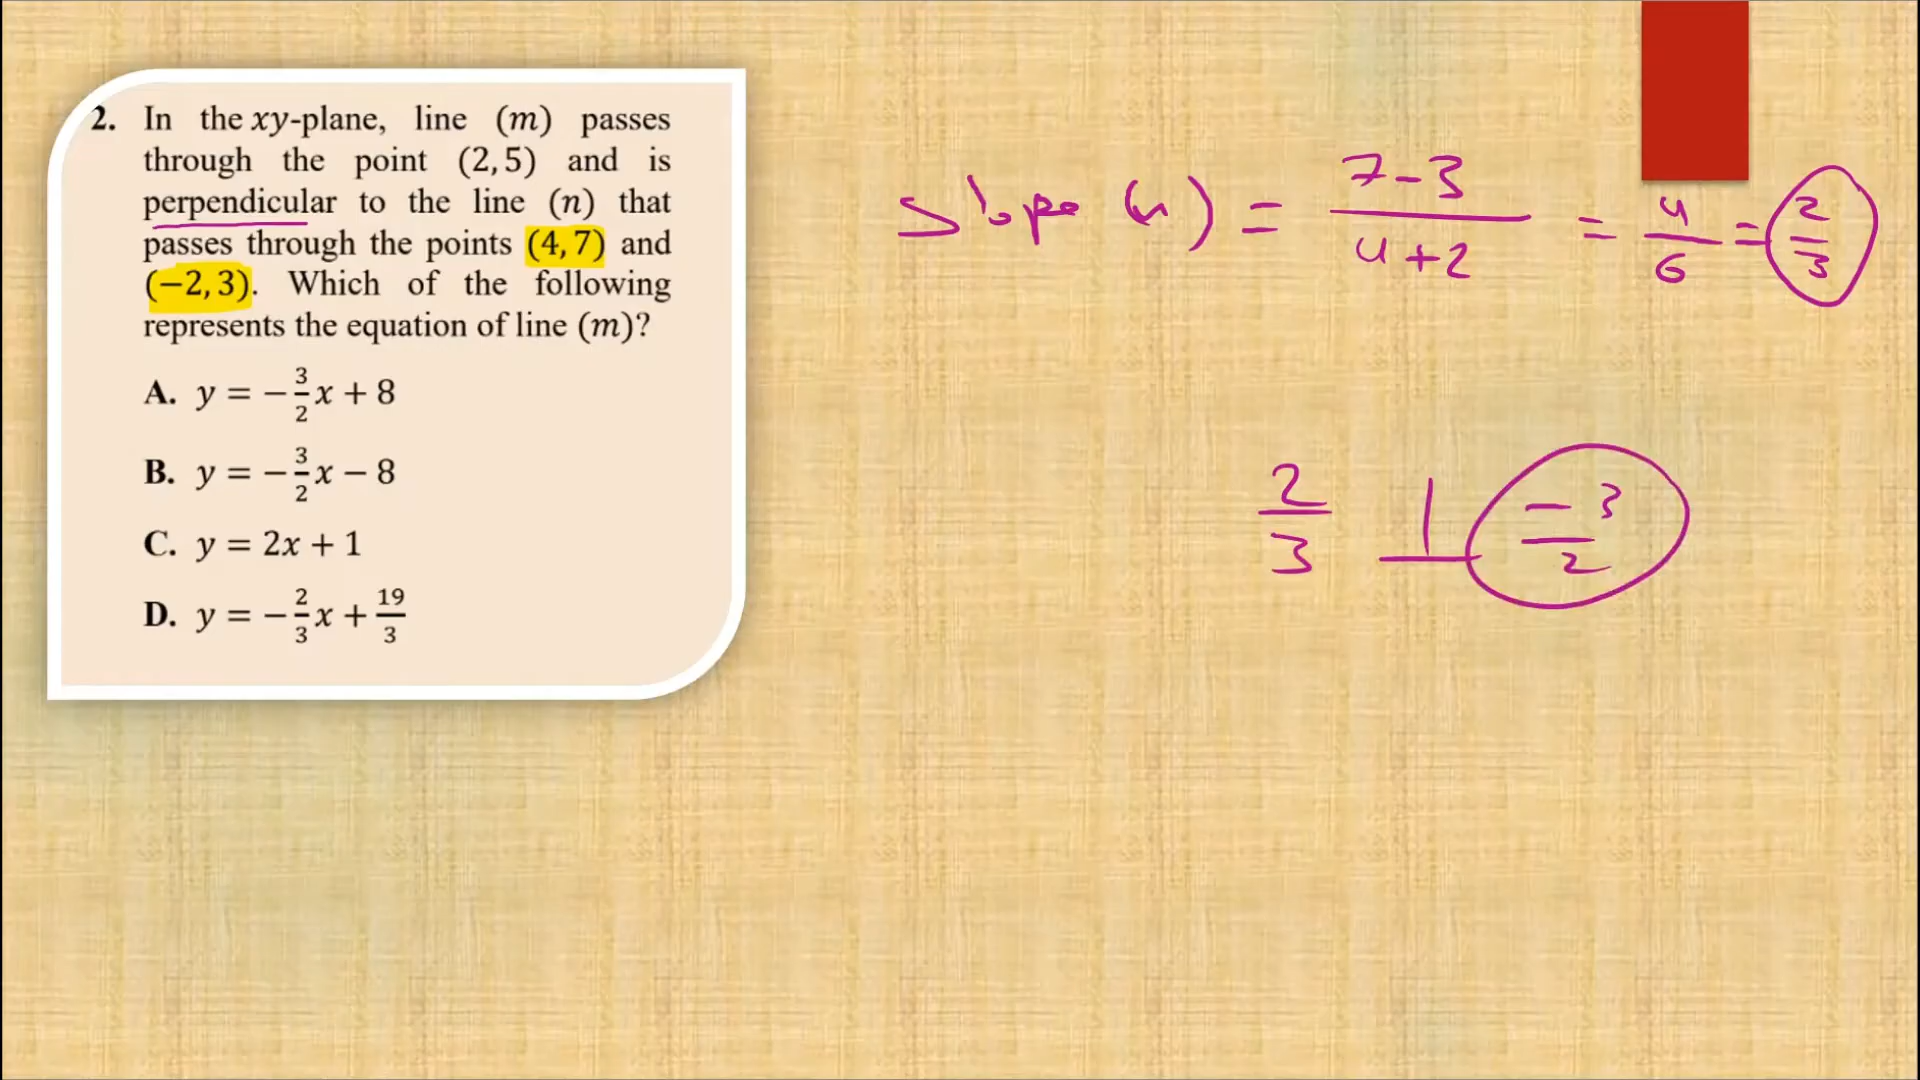 2. In the xy-plane, line (m) passes
through the point (2, 5) and is
perpendicular to the line (n) that
passes through the points (4, 7) and
(−2, 3). Which of the following
represents the equation of line (m)?
A. y = −3/2 x + 8
B. y = −3/2 x − 8
C. y = 2x + 1
D. y = −2/3 x + 19/3
Slope (n) = 7-3 / 4+2 = 4/6 = 2/3
2/3 ⊥ -3/2